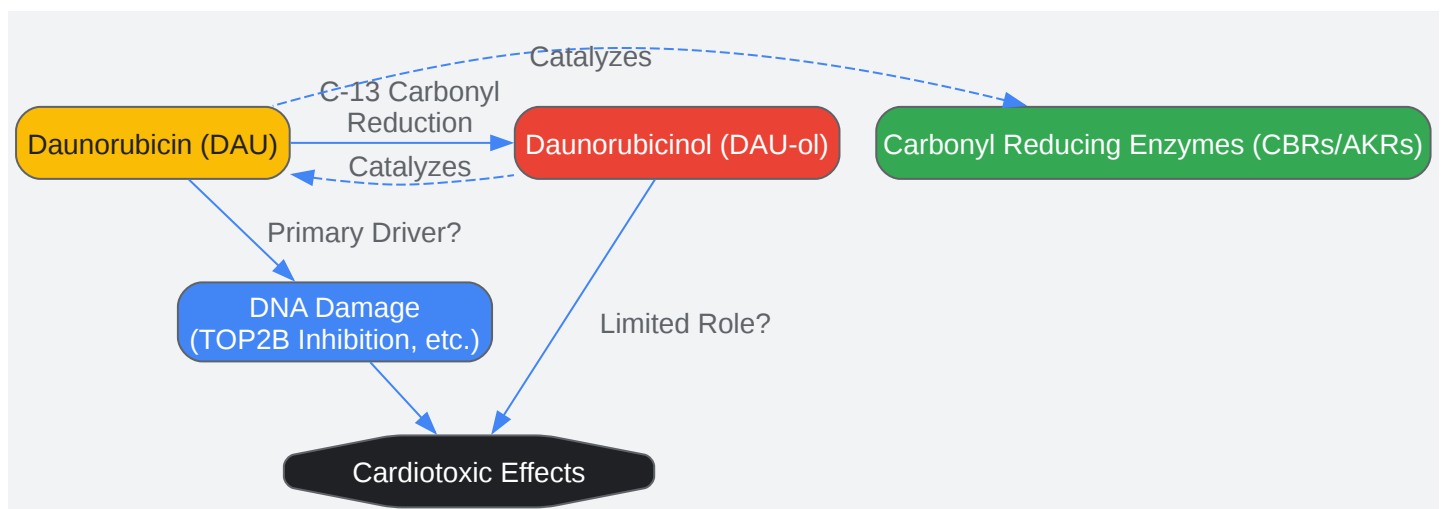 Catalyzes
C-13 Carbonyl
Reduction
Daunorubicin (DAU)
Daunorubicinol (DAU-ol)
Carbonyl Reducing Enzymes (CBRs/AKRs)
Catalyzes
Primary Driver?
DNA Damage
(TOP2B Inhibition, etc.)
Limited Role?
Cardiotoxic Effects